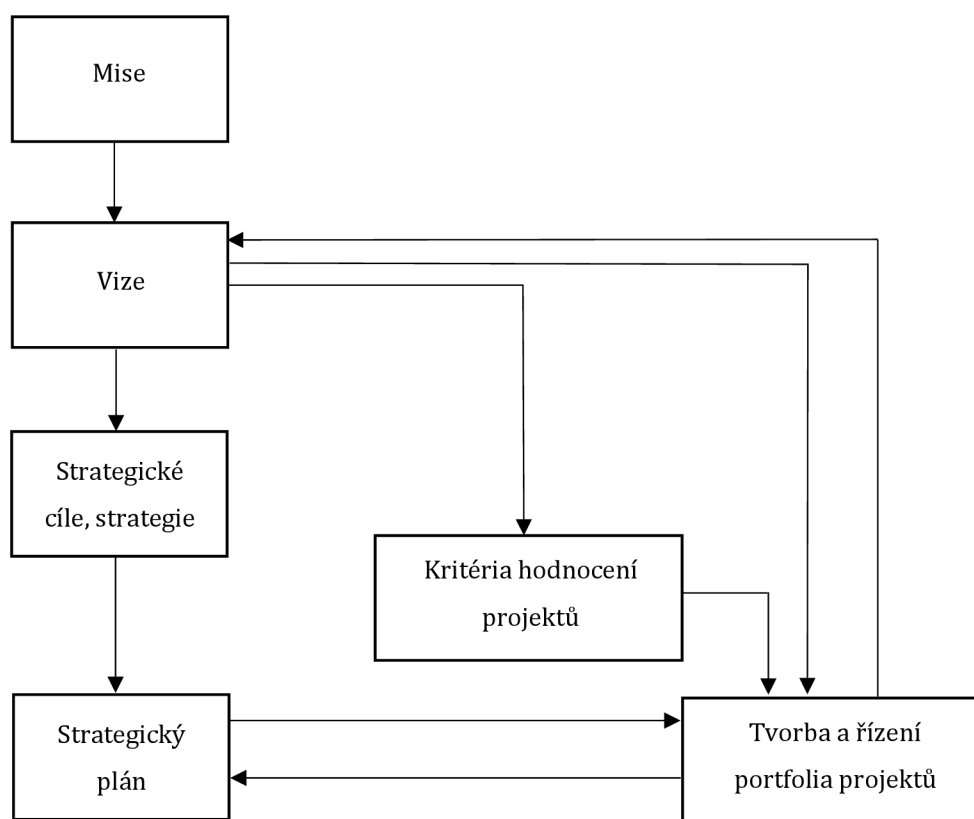 Mise
Vize
Strategické
cíle, strategie
Kritéria hodnocení
projektů
Strategický
plán
Tvorba a řízení
portfolia projektů